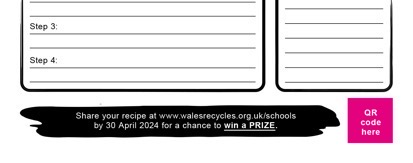 Step 3:
Step 4:
Share your recipe at www.walesrecycles.org.uk/schools
by 30 April 2024 for a chance to win a PRIZE.
QR
code
here